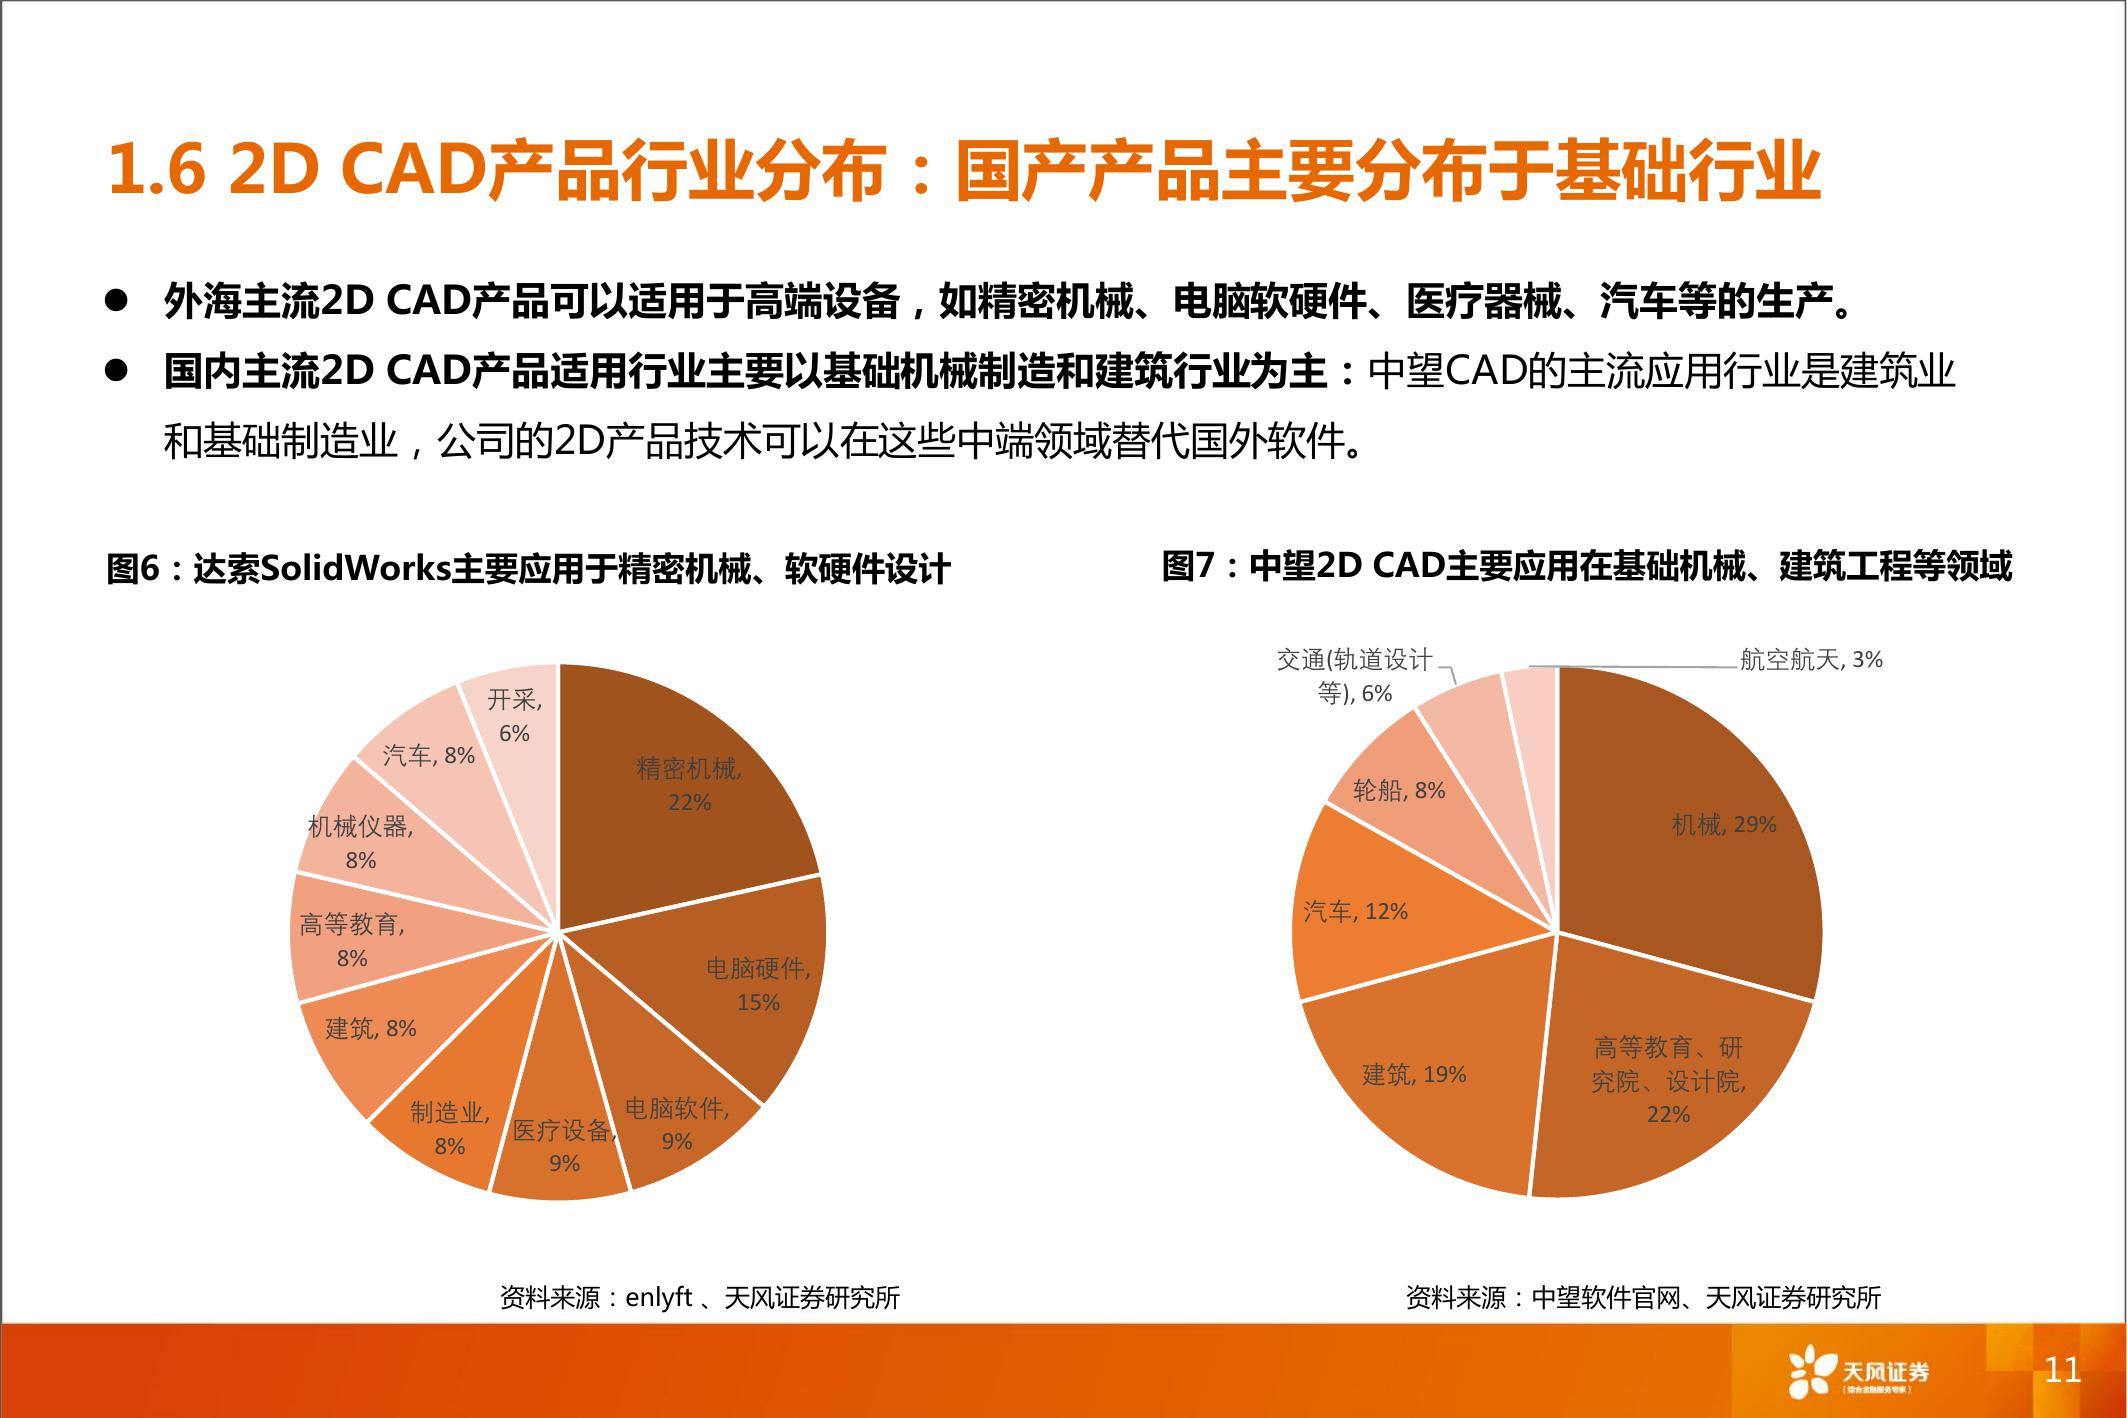 1.6 2D CAD产品行业分布：国产产品主要分布于基础行业
● 外海主流2D CAD产品可以适用于高端设备，如精密机械、电脑软硬件、医疗器械、汽车等的生产。
● 国内主流2D CAD产品适用行业主要以基础机械制造和建筑行业为主：中望CAD的主流应用行业是建筑业
和基础制造业，公司的2D产品技术可以在这些中端领域替代国外软件。
图6：达索SolidWorks主要应用于精密机械、软硬件设计
开采,
6%
精密机械,
22%
汽车, 8%
机械仪器,
8%
高等教育,
8%
电脑硬件,
15%
建筑, 8%
制造业,
8%
医疗设备,
9%
电脑软件,
9%
资料来源：enlyft 、天风证券研究所
图7：中望2D CAD主要应用在基础机械、建筑工程等领域
交通(轨道设计
等), 6%
航空航天, 3%
轮船, 8%
机械, 29%
汽车, 12%
建筑, 19%
高等教育、研
究院、设计院,
22%
资料来源：中望软件官网、天风证券研究所
天风证券
[综合金融服务专家]
11